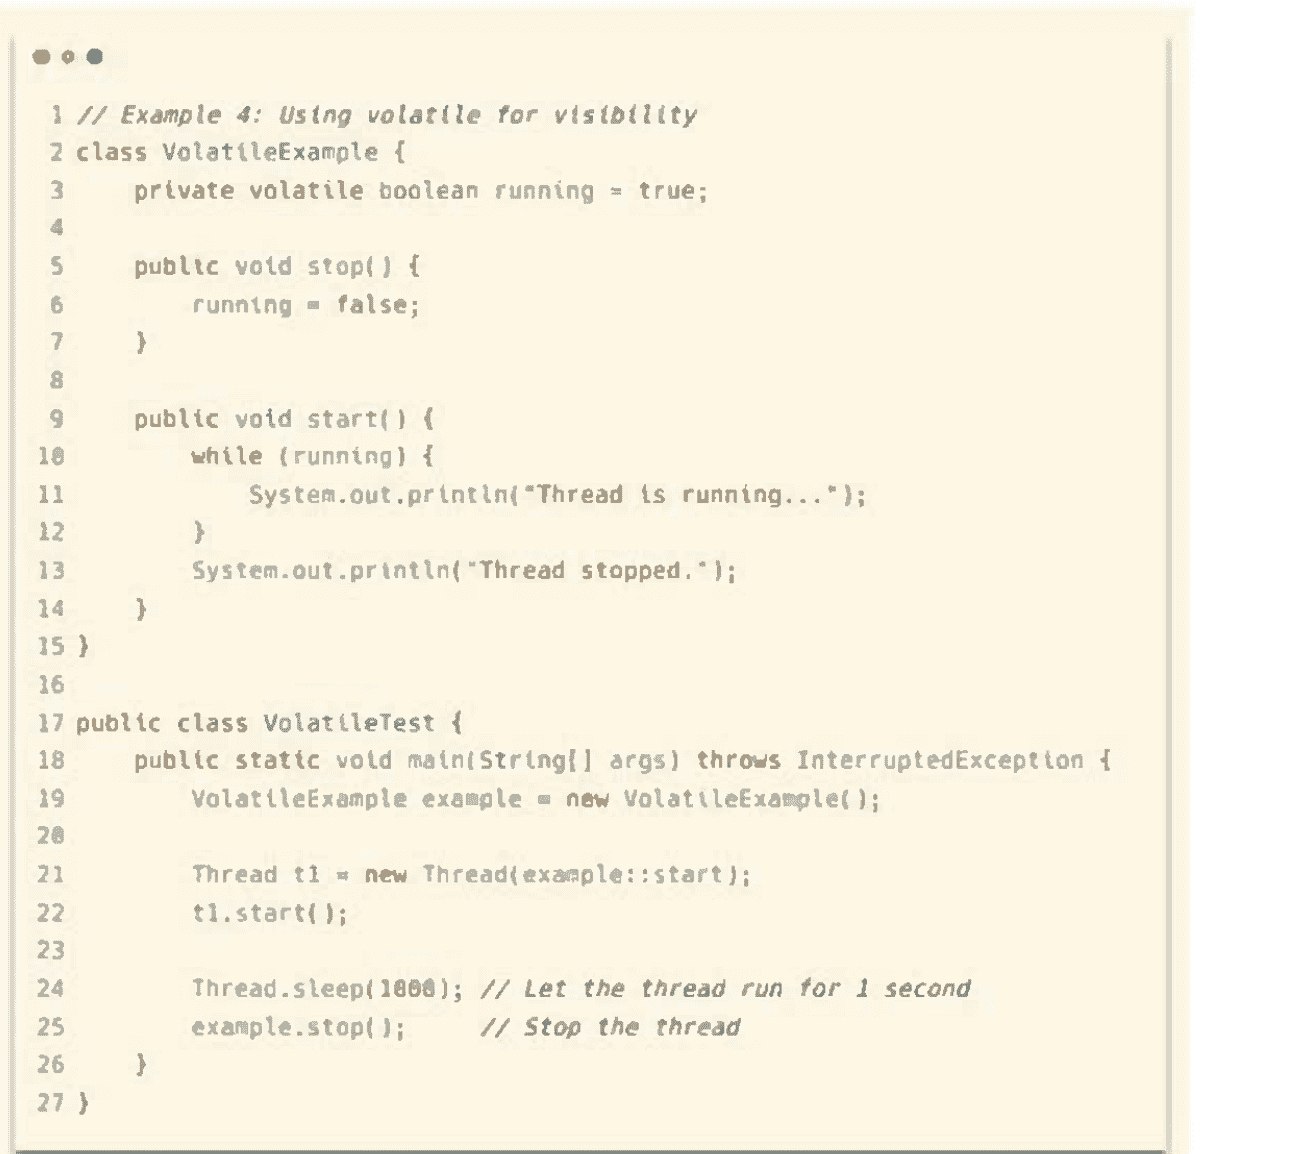 1 // Example 4: Using volatile for visibility
2 class VolatileExample {
3     private volatile boolean running = true;
4
5     public void stop() {
6         running = false;
7     }
8
9     public void start() {
10         while (running) {
11             System.out.println("Thread is running...");
12         }
13         System.out.println("Thread stopped.");
14     }
15 }
16
17 public class VolatileTest {
18     public static void main(String[] args) throws InterruptedException {
19         VolatileExample example = new VolatileExample();
20
21         Thread t1 = new Thread(example::start);
22         t1.start();
23
24         Thread.sleep(1000); // Let the thread run for 1 second
25         example.stop();     // Stop the thread
26     }
27 }